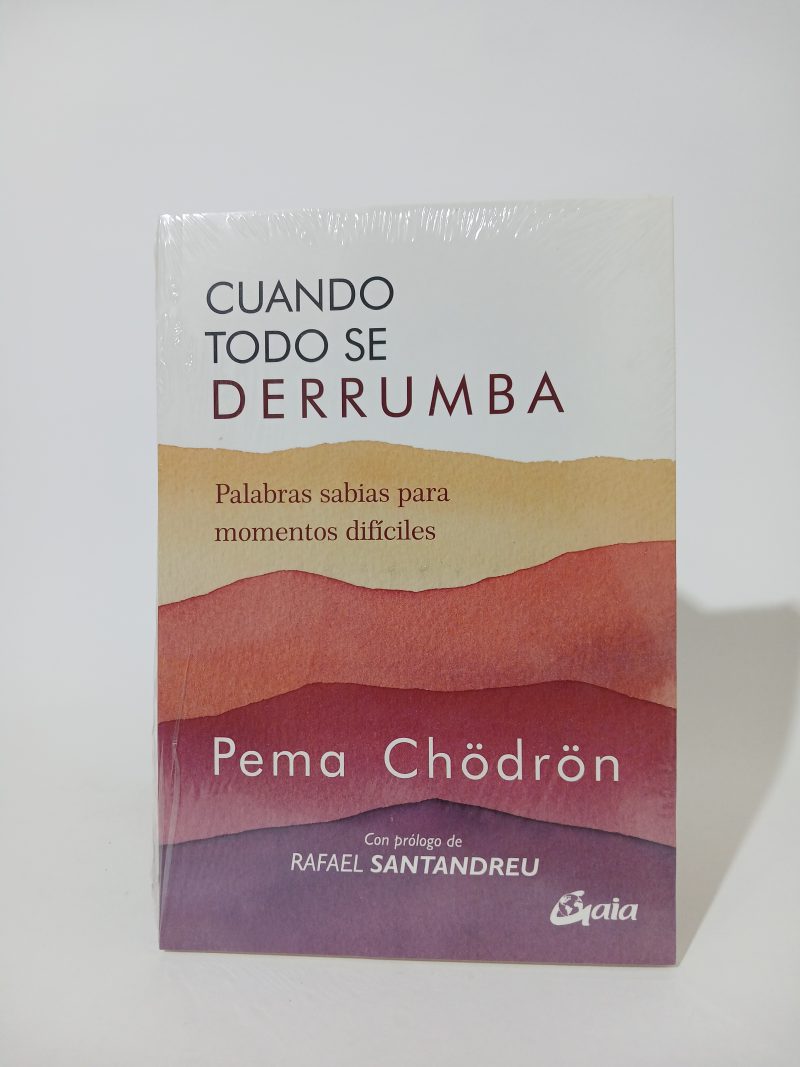 CUANDO
TODO SE
DERRUMBA
Palabras sabias para
momentos difíciles
Pema Chödrön
Con prólogo de
RAFAEL SANTANDREU
Gaia